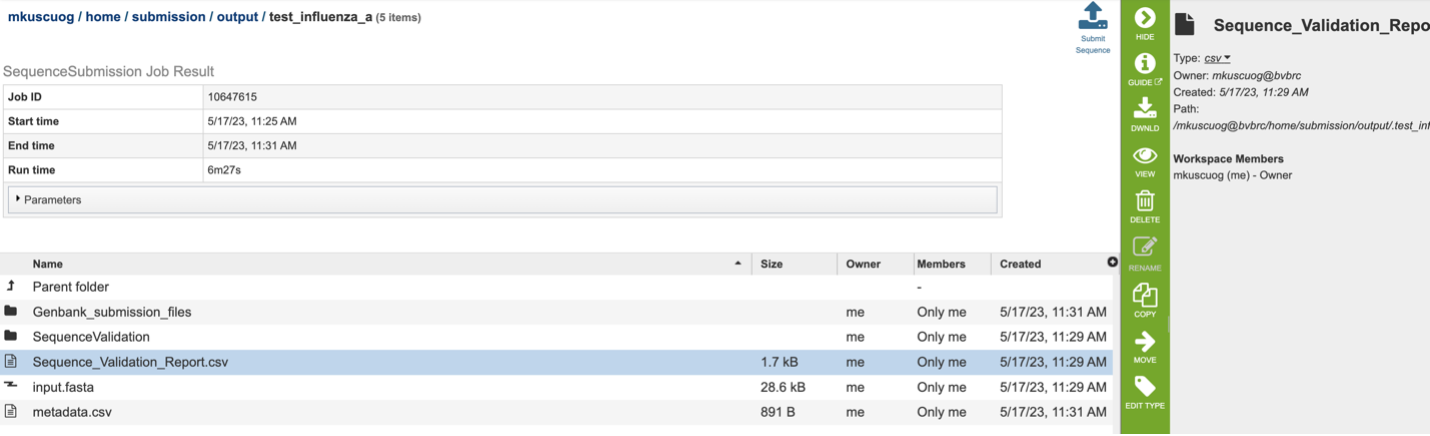 mkuscuog / home / submission / output / test_influenza_a (5 items)
Submit
Sequence
SequenceSubmission Job Result
Job ID 10647615
Start time 5/17/23, 11:25 AM
End time 5/17/23, 11:31 AM
Run time 6m27s
Parameters
Name Size Owner Members Created
Parent folder -
Genbank_submission_files me Only me 5/17/23, 11:31 AM
SequenceValidation me Only me 5/17/23, 11:29 AM
Sequence_Validation_Report.csv 1.7 kB me Only me 5/17/23, 11:29 AM
input.fasta 28.6 kB me Only me 5/17/23, 11:29 AM
metadata.csv 891 B me Only me 5/17/23, 11:31 AM
HIDE
GUIDE
DWNLD
VIEW
DELETE
RENAME
COPY
MOVE
EDIT TYPE
Sequence_Validation_Repo
Type: csv
Owner: mkuscuog@bvbrc
Created: 5/17/23, 11:29 AM
Path:
/mkuscuog@bvbrc/home/submission/output/.test_inf
Workspace Members
mkuscuog (me) - Owner